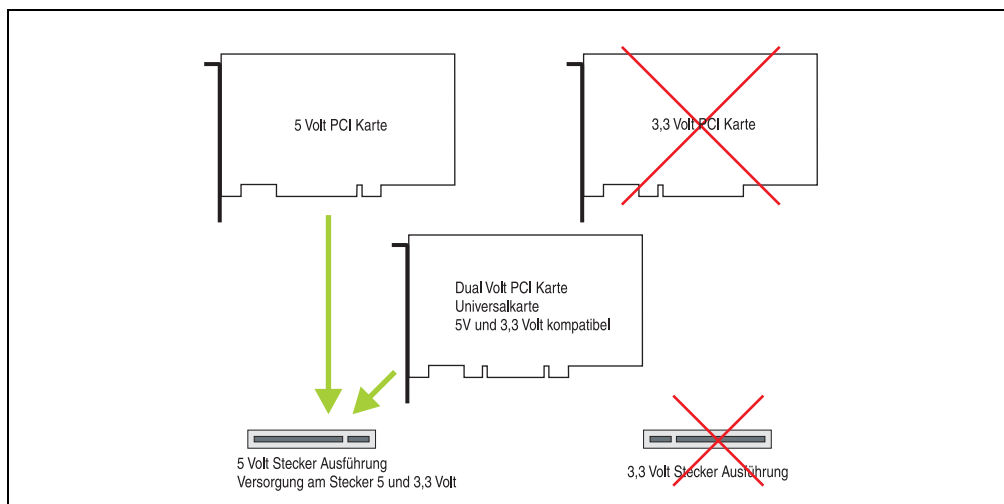 5 Volt PCI Karte
3,3 Volt PCI Karte
Dual Volt PCI Karte
Universalkarte
5V und 3,3 Volt kompatibel
5 Volt Stecker Ausführung
Versorgung am Stecker 5 und 3,3 Volt
3,3 Volt Stecker Ausführung